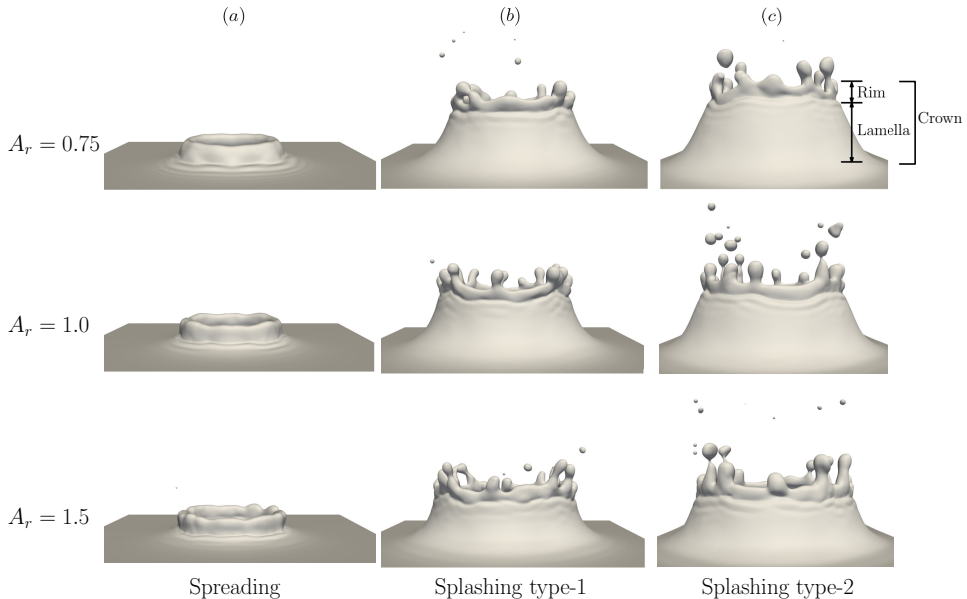 (a) (b) (c)
Rim
A_r = 0.75
Lamella
Crown
A_r = 1.0
A_r = 1.5
Spreading Splashing type-1 Splashing type-2